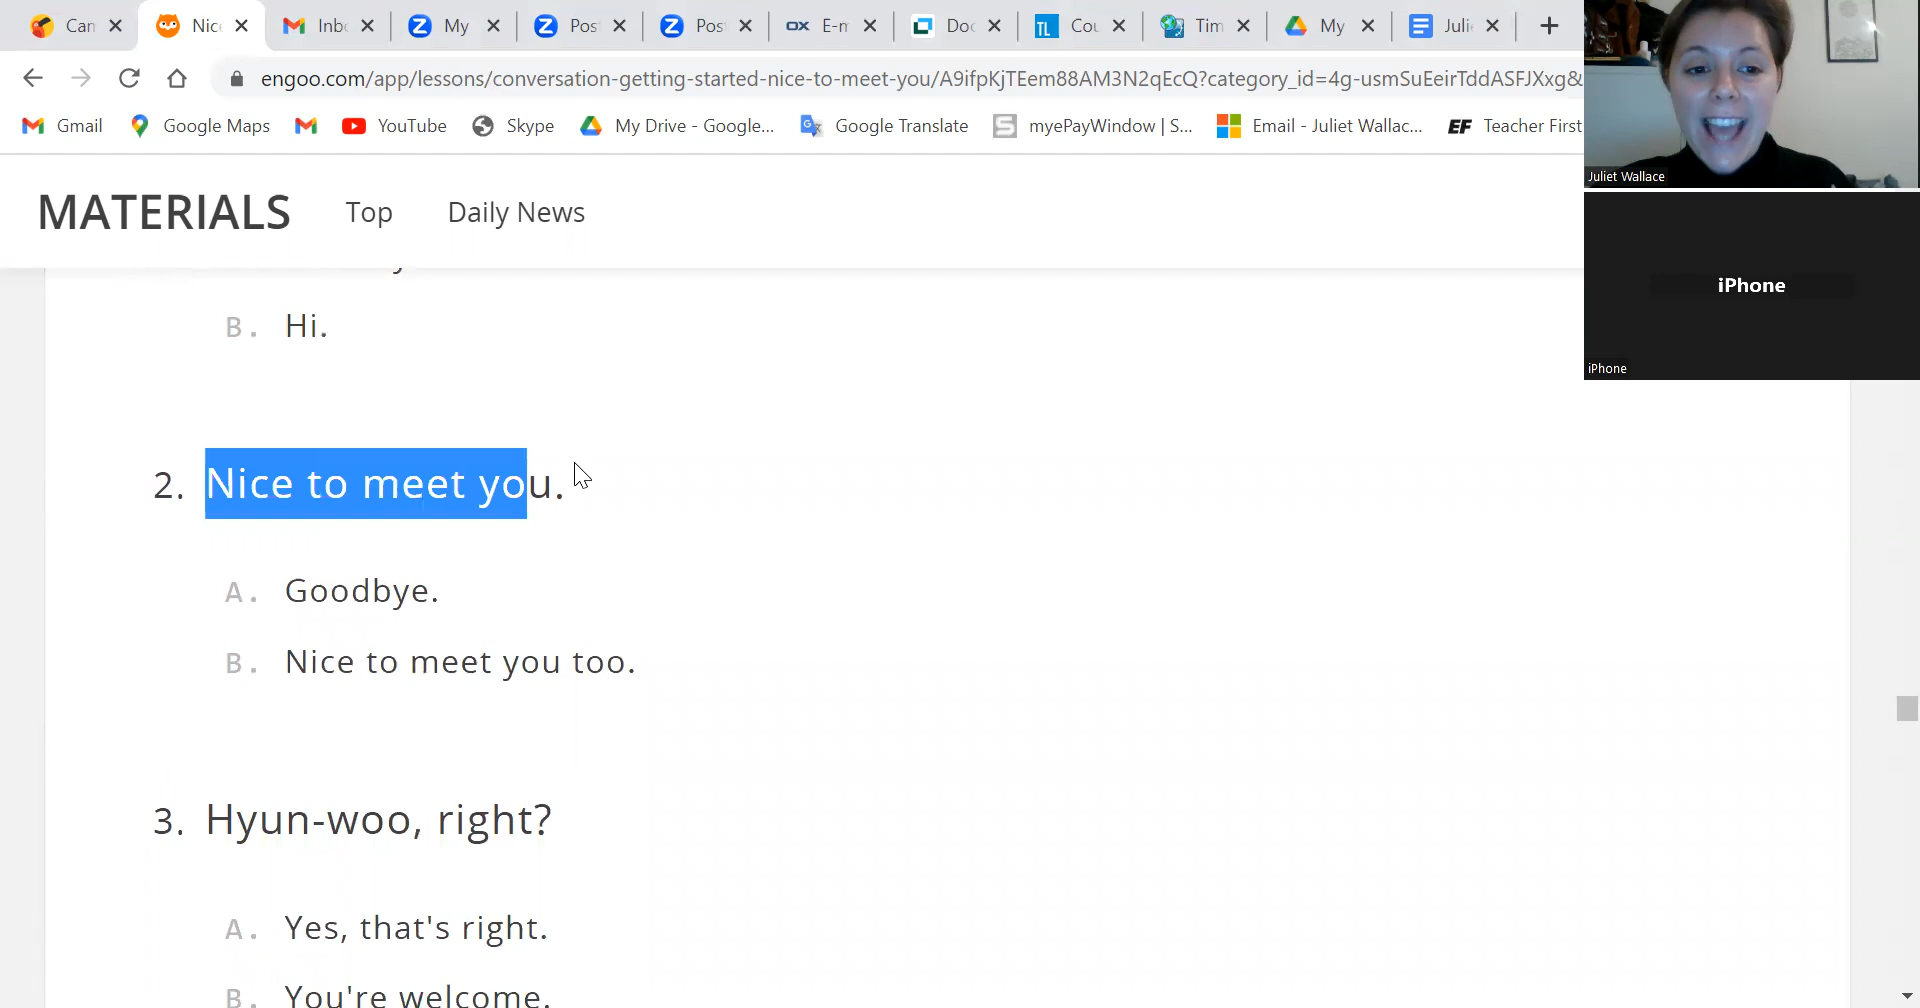 Can
Nic
Inb
My
Pos
Pos
E-m
Doc
Cou
Tim
My
Juli
engoo.com/app/lessons/conversation-getting-started-nice-to-meet-you/A9ifpKjTEem88AM3N2qEcQ?category_id=4g-usmSuEeirTddASFJXxg&
Gmail
Google Maps
YouTube
Skype
My Drive - Google...
Google Translate
myePayWindow | S...
Email - Juliet Wallac...
EF Teacher First
Juliet Wallace
MATERIALS Top Daily News
iPhone
iPhone
B. Hi.
2. Nice to meet you.
A. Goodbye.
B. Nice to meet you too.
3. Hyun-woo, right?
A. Yes, that's right.
B. You're welcome.